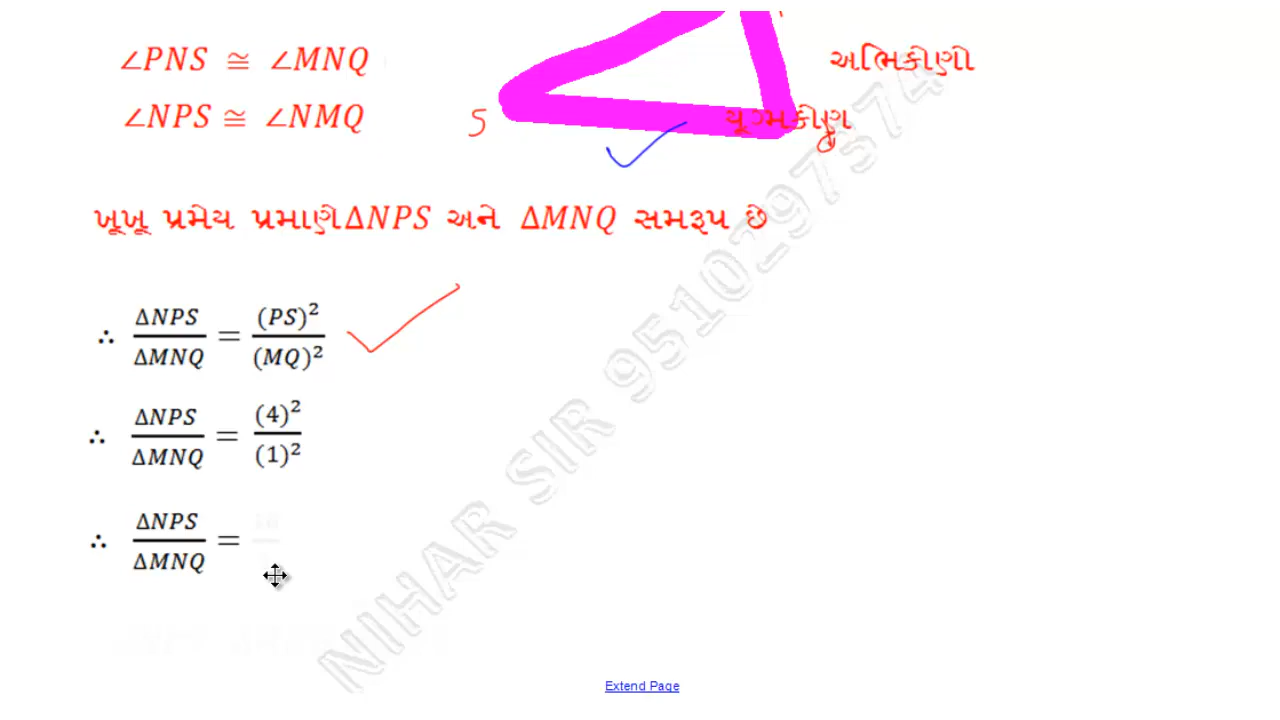 ∠PNS ≅ ∠MNQ અભિકોણો
∠NPS ≅ ∠NMQ S યૂગ્મકોણ
ખૂખૂ પ્રમેય પ્રમાણે ΔNPS અને ΔMNQ સમરૂપ છે
∴ ΔNPS/ΔMNQ = (PS)²/(MQ)²
∴ ΔNPS/ΔMNQ = (4)²/(1)²
∴ ΔNPS/ΔMNQ =
NIHAR SIR 9510297574
Extend Page